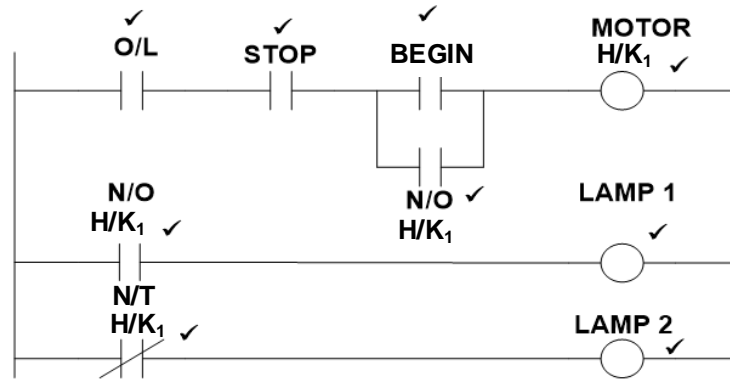 O/L
STOP
BEGIN
MOTOR
H/K₁
N/O
H/K₁
N/O
H/K₁
LAMP 1
N/T
H/K₁
LAMP 2